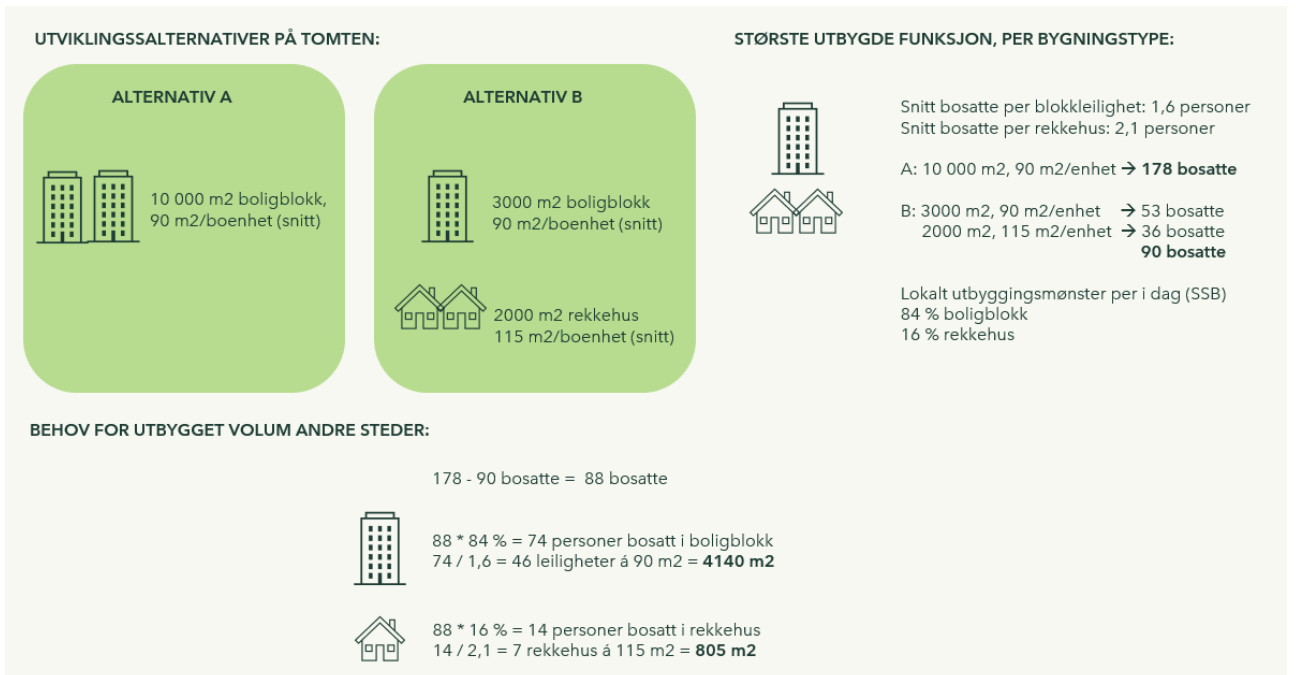 UTVIKLINGSSALTERNATIVER PÅ TOMTEN:
ALTERNATIV A
10 000 m2 boligblokk,
90 m2/boenhet (snitt)
ALTERNATIV B
3000 m2 boligblokk
90 m2/boenhet (snitt)
2000 m2 rekkehus
115 m2/boenhet (snitt)
STØRSTE UTBYGDE FUNKSJON, PER BYGNINGSTYPE:
Snitt bosatte per blokkleilighet: 1,6 personer
Snitt bosatte per rekkehus: 2,1 personer
A: 10 000 m2, 90 m2/enhet → 178 bosatte
B: 3000 m2, 90 m2/enhet → 53 bosatte
2000 m2, 115 m2/enhet → 36 bosatte
90 bosatte
Lokalt utbyggingsmønster per i dag (SSB)
84 % boligblokk
16 % rekkehus
BEHOV FOR UTBYGGET VOLUM ANDRE STEDER:
178 - 90 bosatte = 88 bosatte
88 * 84 % = 74 personer bosatt i boligblokk
74 / 1,6 = 46 leiligheter á 90 m2 = 4140 m2
88 * 16 % = 14 personer bosatt i rekkehus
14 / 2,1 = 7 rekkehus á 115 m2 = 805 m2